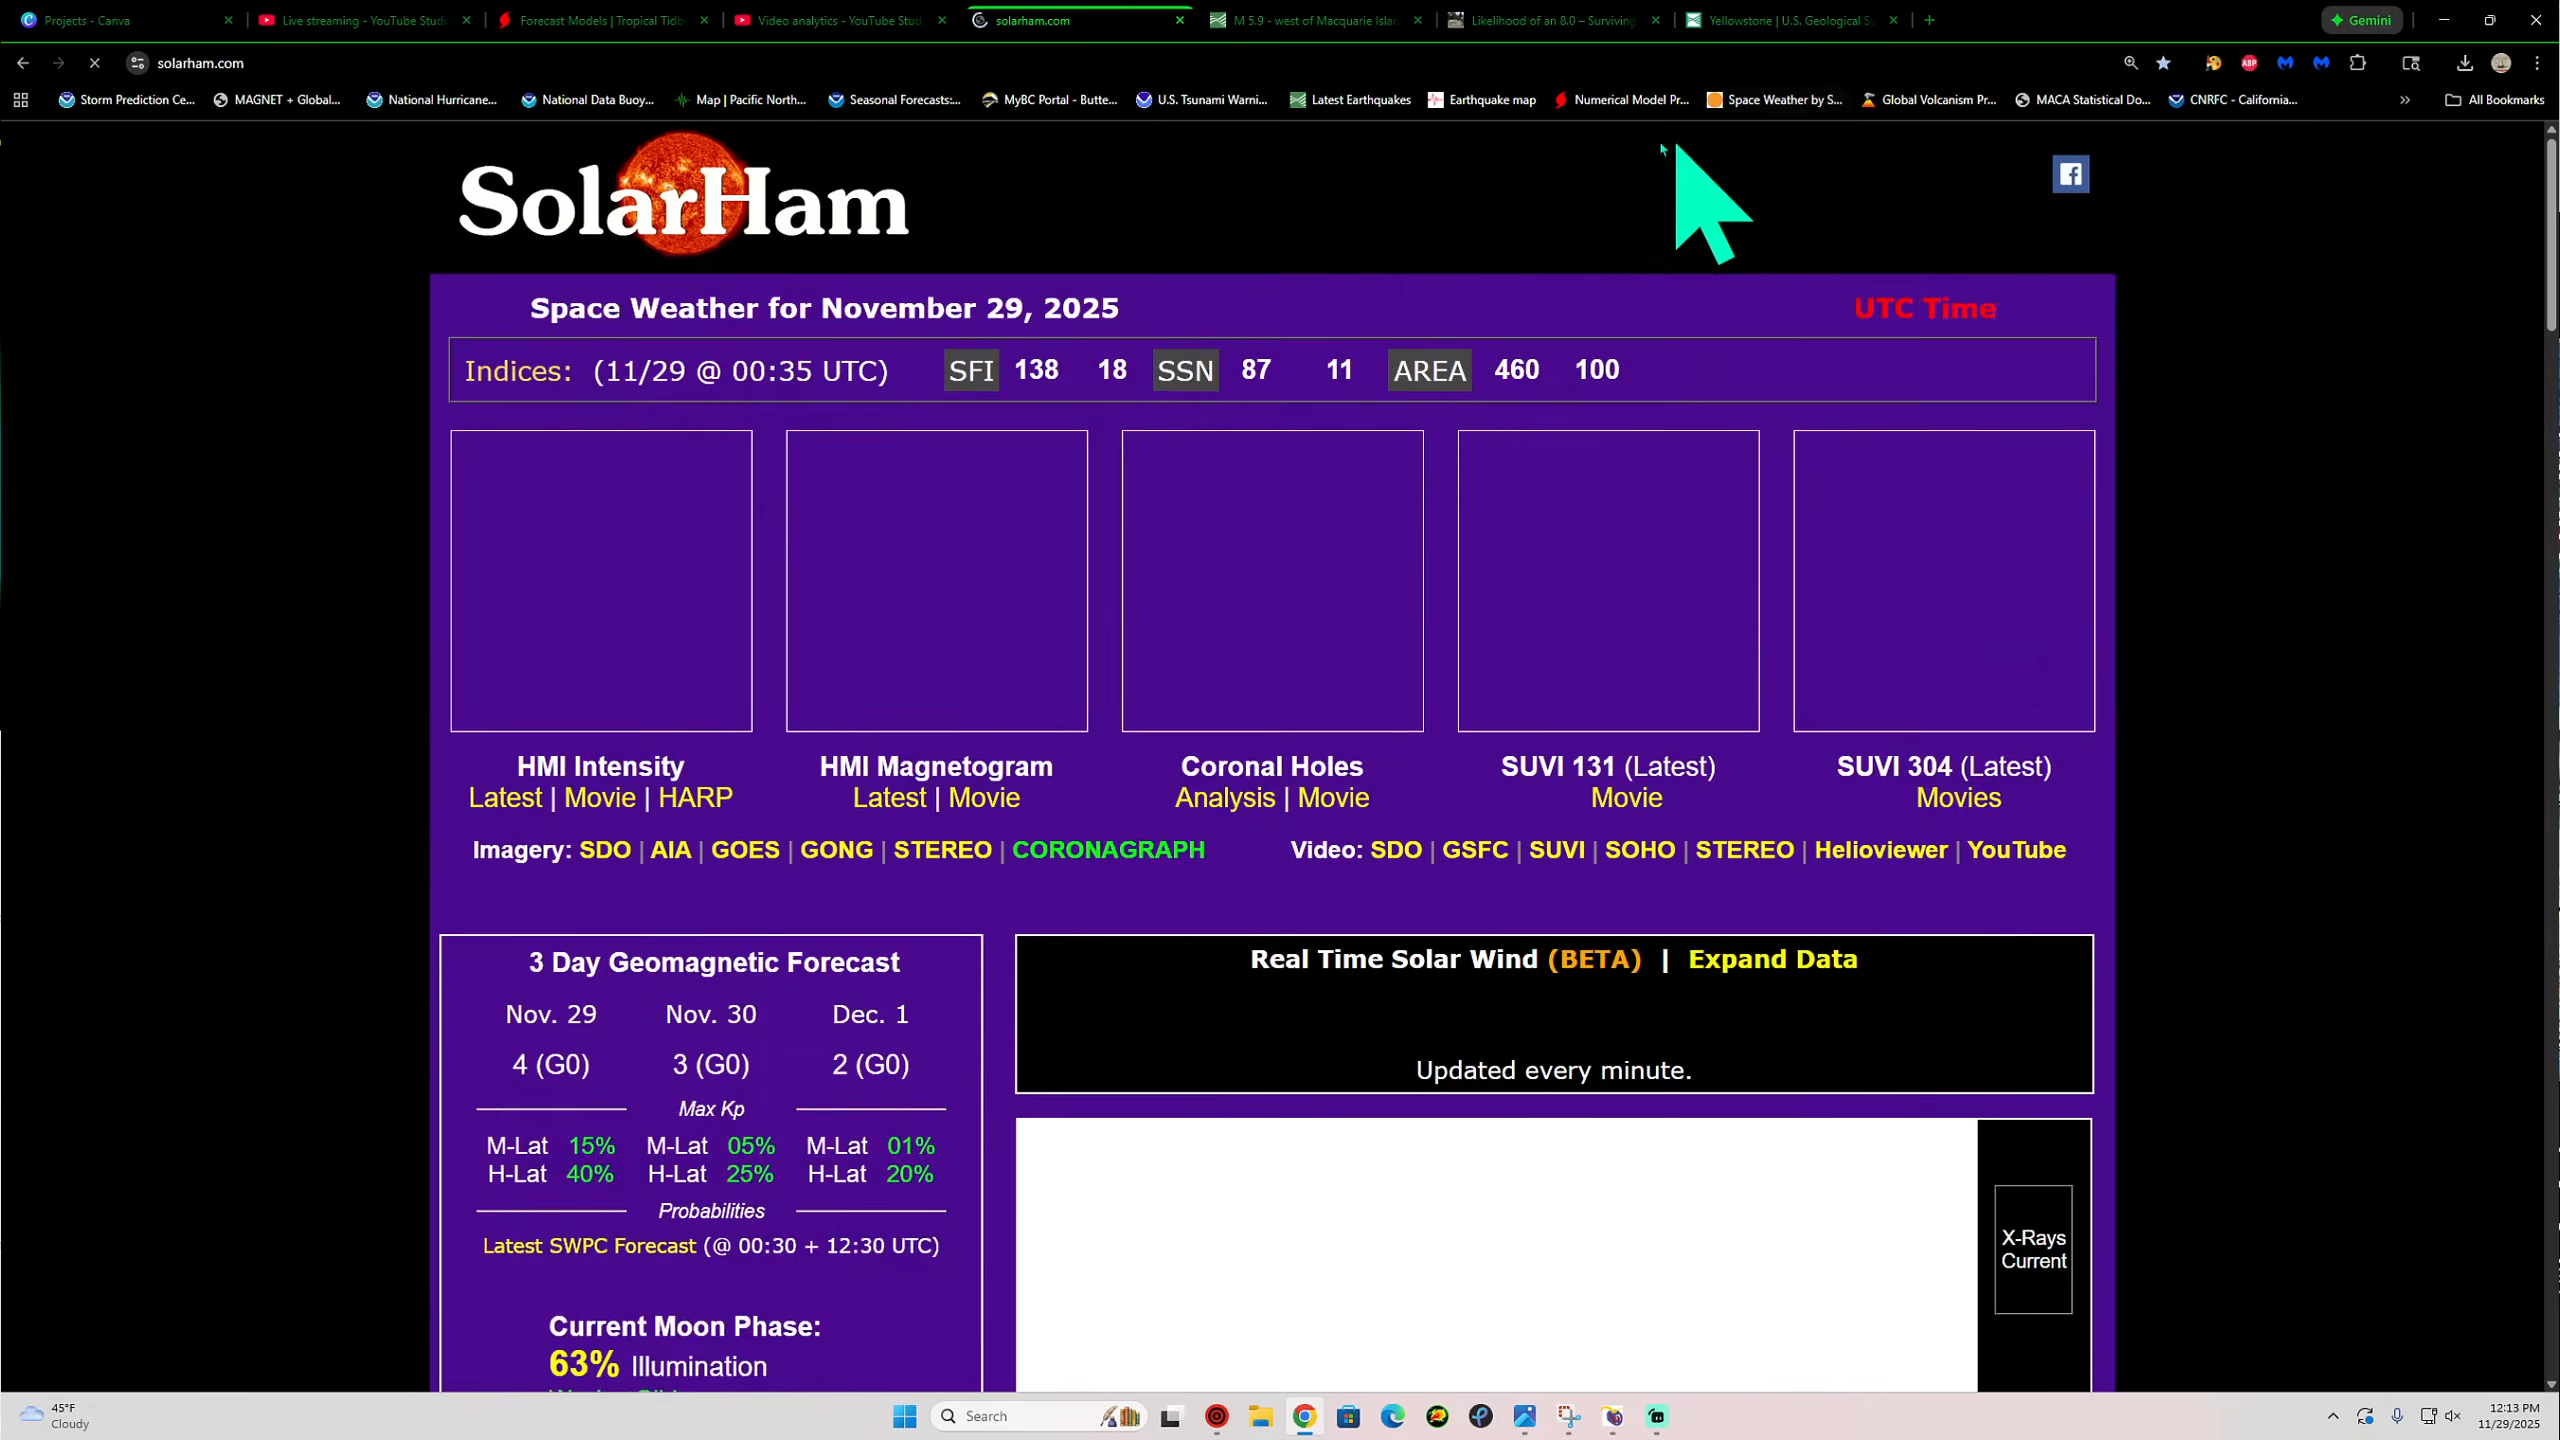 Projects - Canva
Live streaming - YouTube Stud
Forecast Models | Tropical Tidb
Video analytics - YouTube Stud
solarham.com
M 5.9 - west of Macquarie Islan
Likelihood of an 8.0 – Surviving
Yellowstone | U.S. Geological Su
Gemini
solarham.com
Storm Prediction Ce...
MAGNET + Global...
National Hurricane...
National Data Buoy...
Map | Pacific North...
Seasonal Forecasts:...
MyBC Portal - Butte...
U.S. Tsunami Warni...
Latest Earthquakes
Earthquake map
Numerical Model Pr...
Space Weather by S...
Global Volcanism Pr...
MACA Statistical Do...
CNRFC - California...
All Bookmarks
SolarHam
Space Weather for November 29, 2025
UTC Time
Indices: (11/29 @ 00:35 UTC) SFI 138 18 SSN 87 11 AREA 460 100
HMI Intensity
Latest | Movie | HARP
HMI Magnetogram
Latest | Movie
Coronal Holes
Analysis | Movie
SUVI 131 (Latest)
Movie
SUVI 304 (Latest)
Movies
Imagery: SDO | AIA | GOES | GONG | STEREO | CORONAGRAPH
Video: SDO | GSFC | SUVI | SOHO | STEREO | Helioviewer | YouTube
3 Day Geomagnetic Forecast
Nov. 29 Nov. 30 Dec. 1
4 (G0) 3 (G0) 2 (G0)
Max Kp
M-Lat 15% M-Lat 05% M-Lat 01%
H-Lat 40% H-Lat 25% H-Lat 20%
Probabilities
Latest SWPC Forecast (@ 00:30 + 12:30 UTC)
Current Moon Phase:
63% Illumination
Real Time Solar Wind (BETA) | Expand Data
Updated every minute.
X-Rays
Current
45°F
Cloudy
Search
12:13 PM
11/29/2025